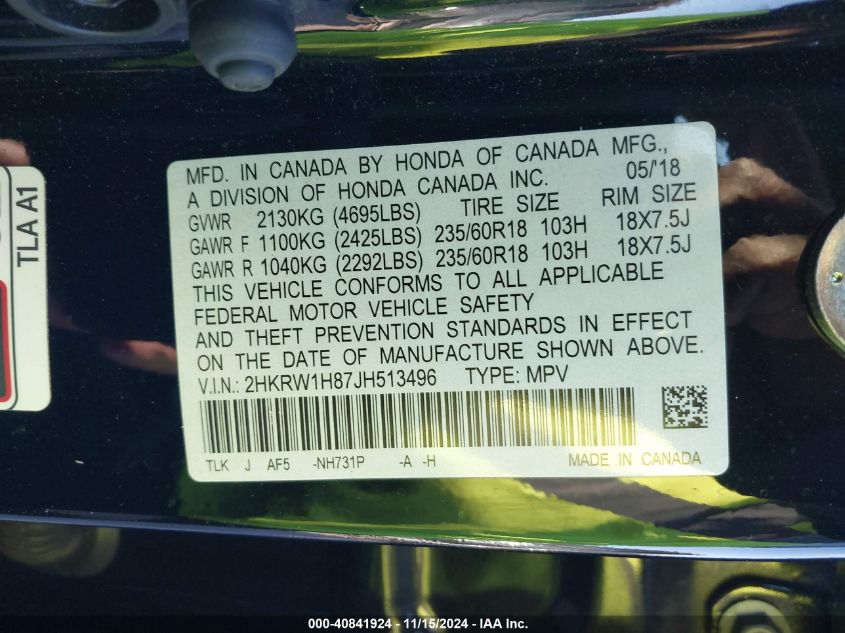 MFD. IN CANADA BY HONDA OF CANADA MFG.,
A DIVISION OF HONDA CANADA INC. 05/'18
GVWR 2130KG (4695LBS) TIRE SIZE RIM SIZE
GAWR F 1100KG (2425LBS) 235/60R18 103H 18X7.5J
GAWR R 1040KG (2292LBS) 235/60R18 103H 18X7.5J
THIS VEHICLE CONFORMS TO ALL APPLICABLE
FEDERAL MOTOR VEHICLE SAFETY
AND THEFT PREVENTION STANDARDS IN EFFECT
ON THE DATE OF MANUFACTURE SHOWN ABOVE.
V.I.N.: 2HKRW1H87JH513496 TYPE: MPV
TLK J AF5 -NH731P -A -H MADE IN CANADA
TLA A1
000-40841924 - 11/15/2024 - IAA Inc.